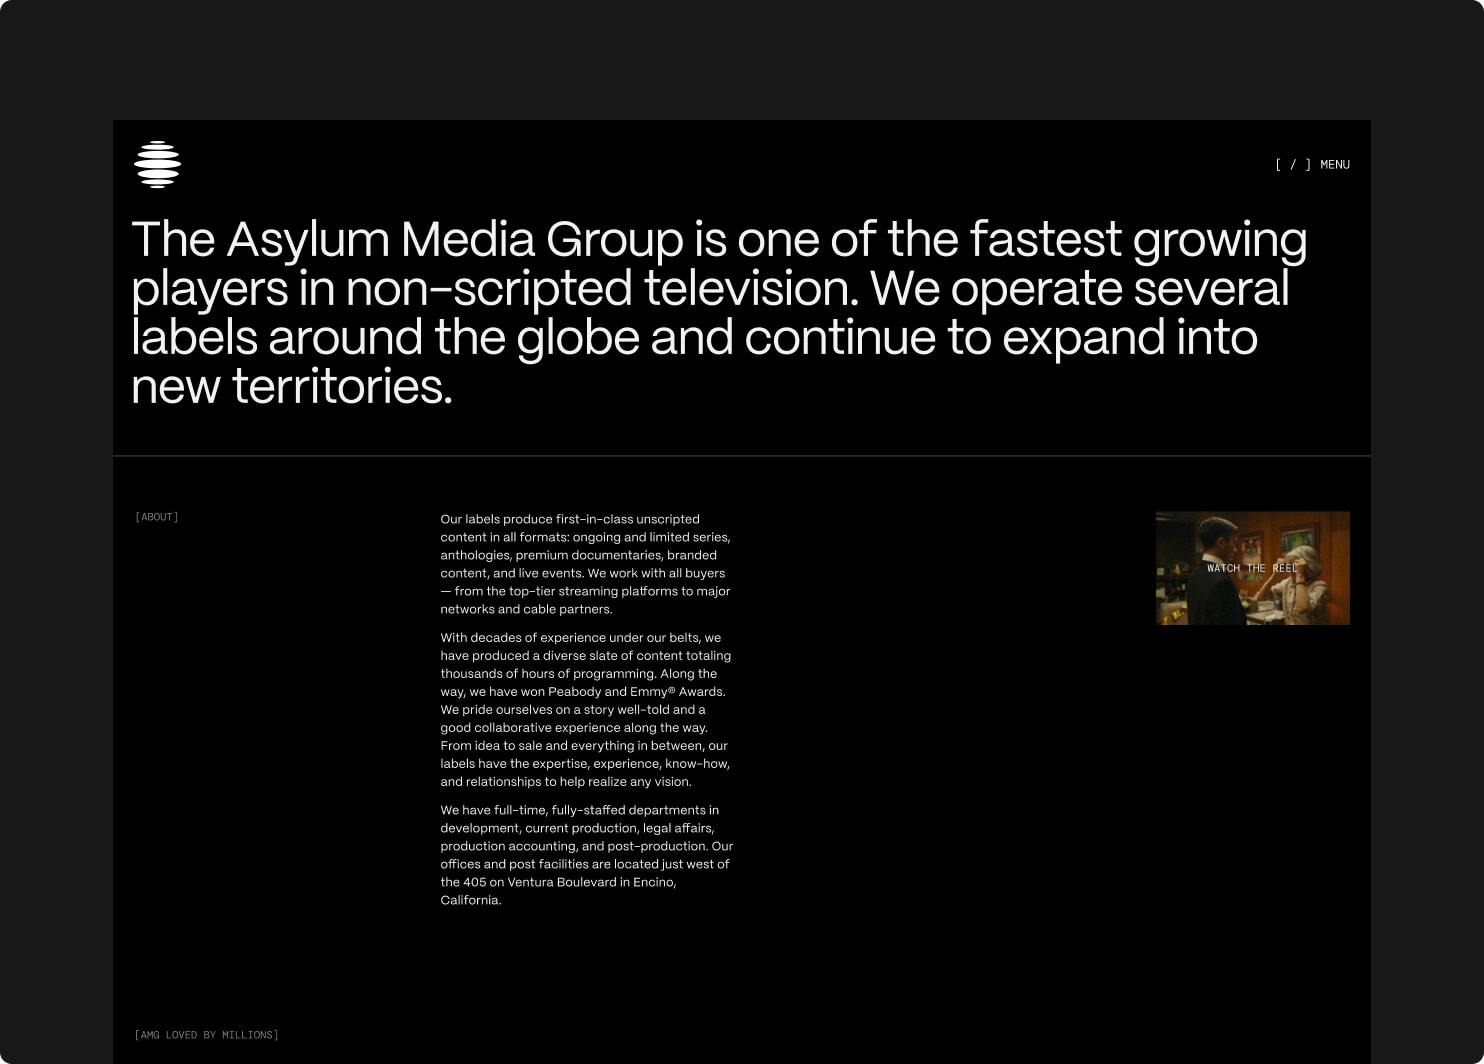 [ / ] MENU
The Asylum Media Group is one of the fastest growing
players in non-scripted television. We operate several
labels around the globe and continue to expand into
new territories.
[ABOUT]
Our labels produce first-in-class unscripted
content in all formats: ongoing and limited series,
anthologies, premium documentaries, branded
content, and live events. We work with all buyers
— from the top-tier streaming platforms to major
networks and cable partners.
With decades of experience under our belts, we
have produced a diverse slate of content totaling
thousands of hours of programming. Along the
way, we have won Peabody and Emmy® Awards.
We pride ourselves on a story well-told and a
good collaborative experience along the way.
From idea to sale and everything in between, our
labels have the expertise, experience, know-how,
and relationships to help realize any vision.
We have full-time, fully-staffed departments in
development, current production, legal affairs,
production accounting, and post-production. Our
offices and post facilities are located just west of
the 405 on Ventura Boulevard in Encino,
California.
WATCH THE REEL
[AMG LOVED BY MILLIONS]